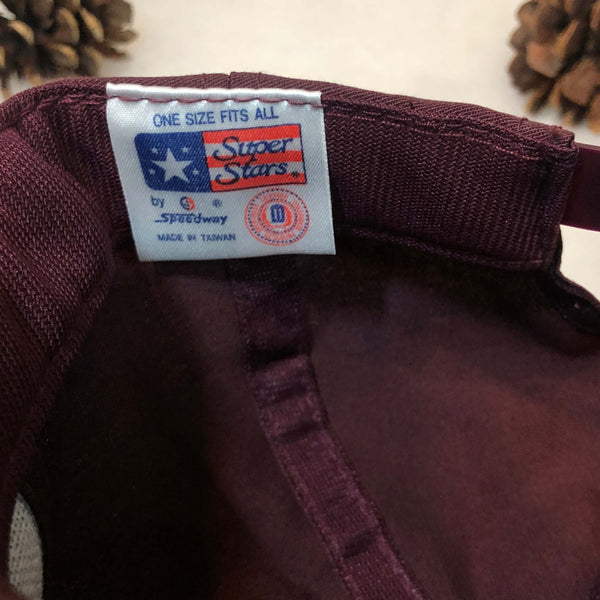 ONE SIZE FITS ALL
Super
Stars®
by ®
Speedway
MADE IN TAIWAN